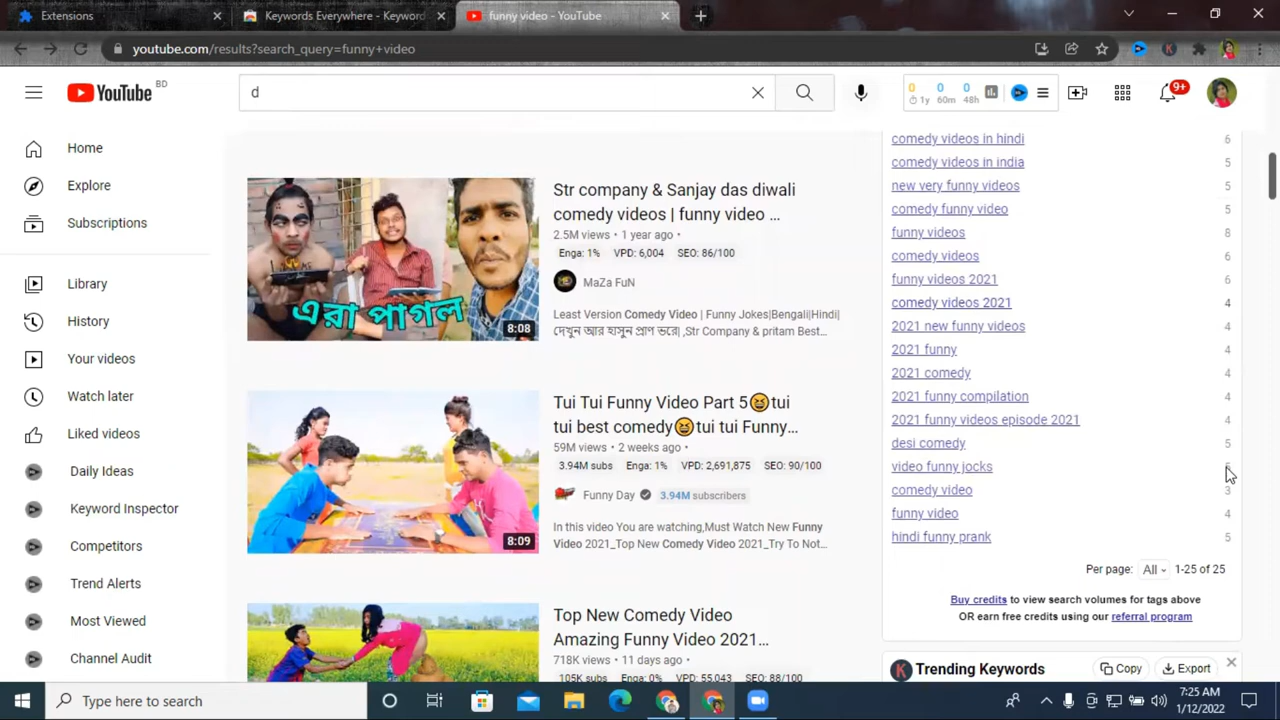 Extensions
Keywords Everywhere - Keyword
funny video - YouTube
youtube.com/results?search_query=funny+video
YouTube BD
d
0 0 0
1y 60m 48h
9+
Home
Explore
Subscriptions
Library
History
Your videos
Watch later
Liked videos
Daily Ideas
Keyword Inspector
Competitors
Trend Alerts
Most Viewed
Channel Audit
এরা পাগল
8:08
Str company & Sanjay das diwali
comedy videos | funny video ...
2.5M views • 1 year ago •
Enga: 1% VPD: 6,004 SEO: 86/100
MaZa FuN
Least Version Comedy Video | Funny Jokes|Bengali|Hindi|
দেখুন আর হাসুন প্রাণ ভরে| ,Str Company & pritam Best...
8:09
Tui Tui Funny Video Part 5😆tui
tui best comedy😆tui tui Funny...
59M views • 2 weeks ago •
3.94M subs Enga: 1% VPD: 2,691,875 SEO: 90/100
Funny Day 3.94M subscribers
In this video You are watching,Must Watch New Funny
Video 2021_Top New Comedy Video 2021_Try To Not...
Top New Comedy Video
Amazing Funny Video 2021...
718K views • 11 days ago •
105K subs Enga: 0% VPD: 55,043 SEO: 88/100
comedy videos in hindi 6
comedy videos in india 5
new very funny videos 5
comedy funny video 5
funny videos 8
comedy videos 6
funny videos 2021 6
comedy videos 2021 4
2021 new funny videos 4
2021 funny 4
2021 comedy 4
2021 funny compilation 4
2021 funny videos episode 2021 4
desi comedy 5
video funny jocks
comedy video 3
funny video 4
hindi funny prank 5
Per page: All 1-25 of 25
Buy credits to view search volumes for tags above
OR earn free credits using our referral program
K Trending Keywords Copy Export
Type here to search
7:25 AM
1/12/2022